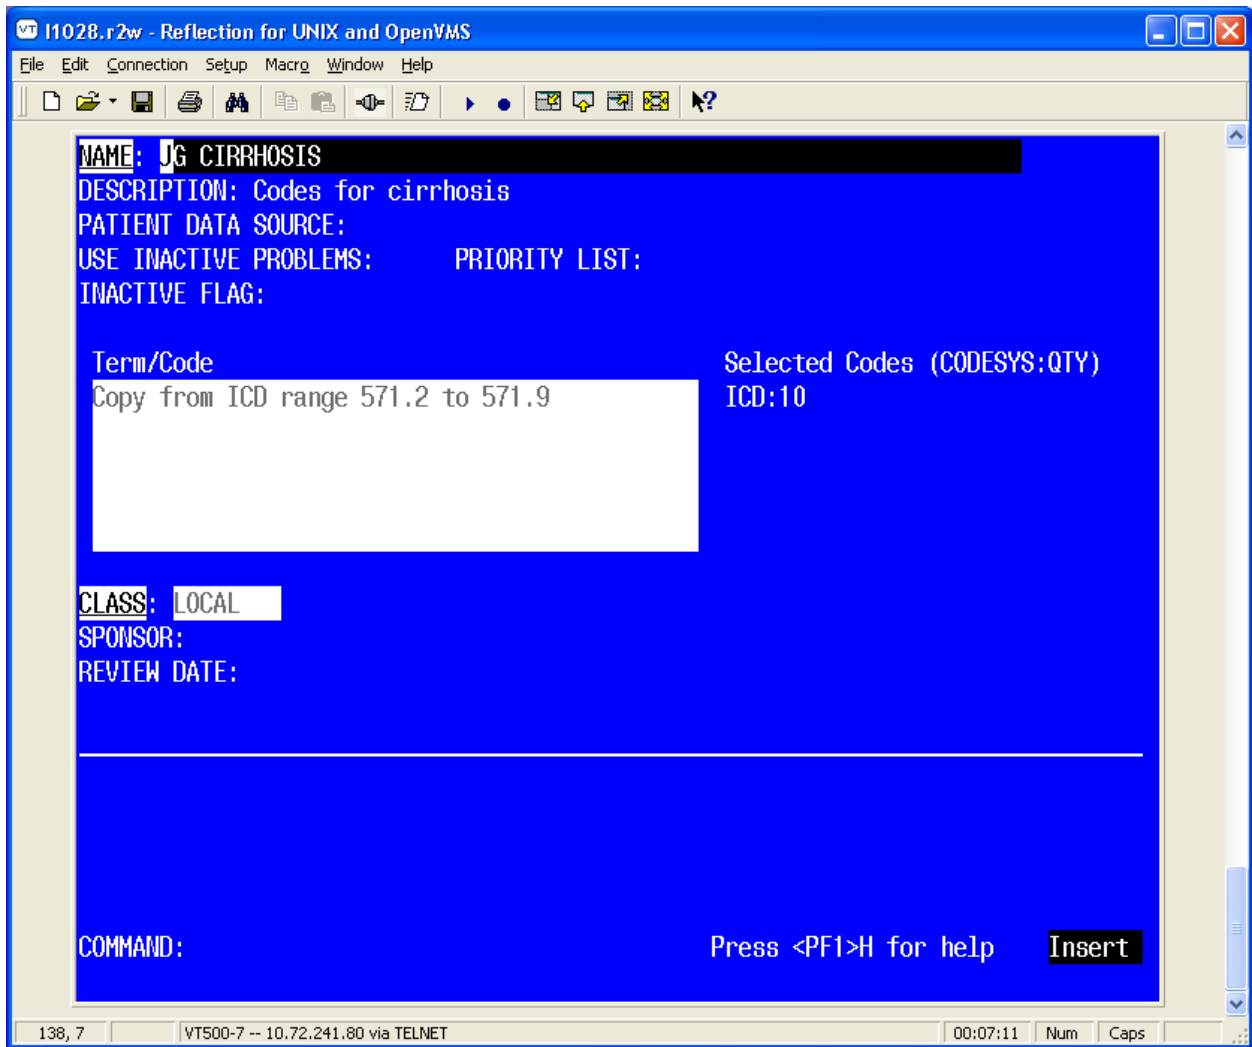 VT I1028.r2w - Reflection for UNIX and OpenVMS
File Edit Connection Setup Macro Window Help
NAME: JG CIRRHOSIS
DESCRIPTION: Codes for cirrhosis
PATIENT DATA SOURCE:
USE INACTIVE PROBLEMS: PRIORITY LIST:
INACTIVE FLAG:
Term/Code Selected Codes (CODESYS:QTY)
Copy from ICD range 571.2 to 571.9 ICD:10
CLASS: LOCAL
SPONSOR:
REVIEW DATE:
COMMAND: Press <PF1>H for help Insert
138, 7 VT500-7 -- 10.72.241.80 via TELNET 00:07:11 Num Caps